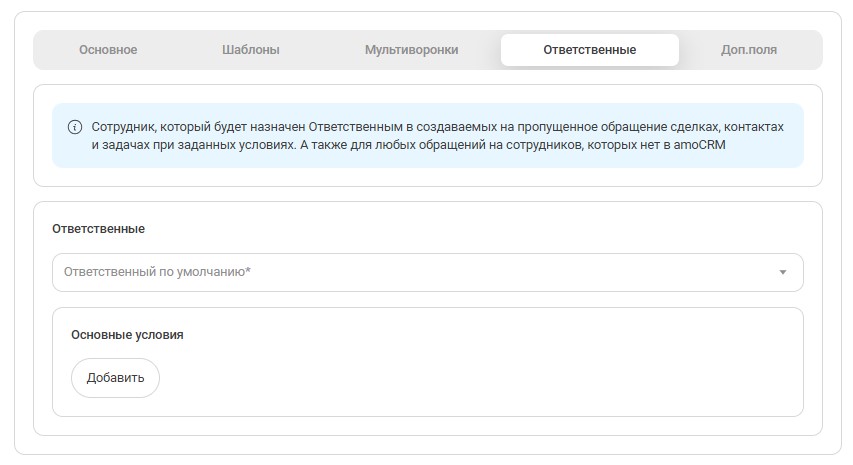 Основное Шаблоны Мультиворонки Ответственные Доп.поля
Сотрудник, который будет назначен Ответственным в создаваемых на пропущенное обращение сделках, контактах
и задачах при заданных условиях. А также для любых обращений на сотрудников, которых нет в amoCRM
Ответственные
Ответственный по умолчанию*
Основные условия
Добавить